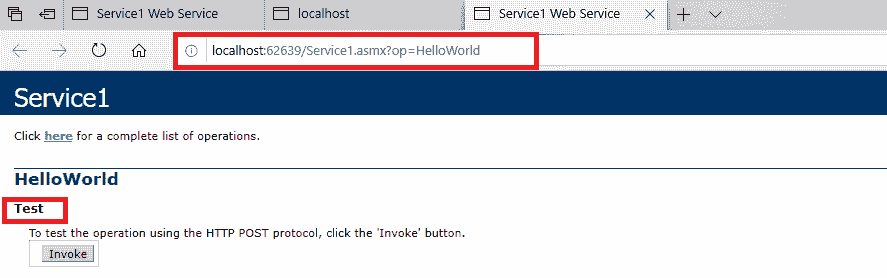 Service1 Web Service
localhost
Service1 Web Service
localhost:62639/Service1.asmx?op=HelloWorld
Service1
Click here for a complete list of operations.
HelloWorld
Test
To test the operation using the HTTP POST protocol, click the 'Invoke' button.
Invoke